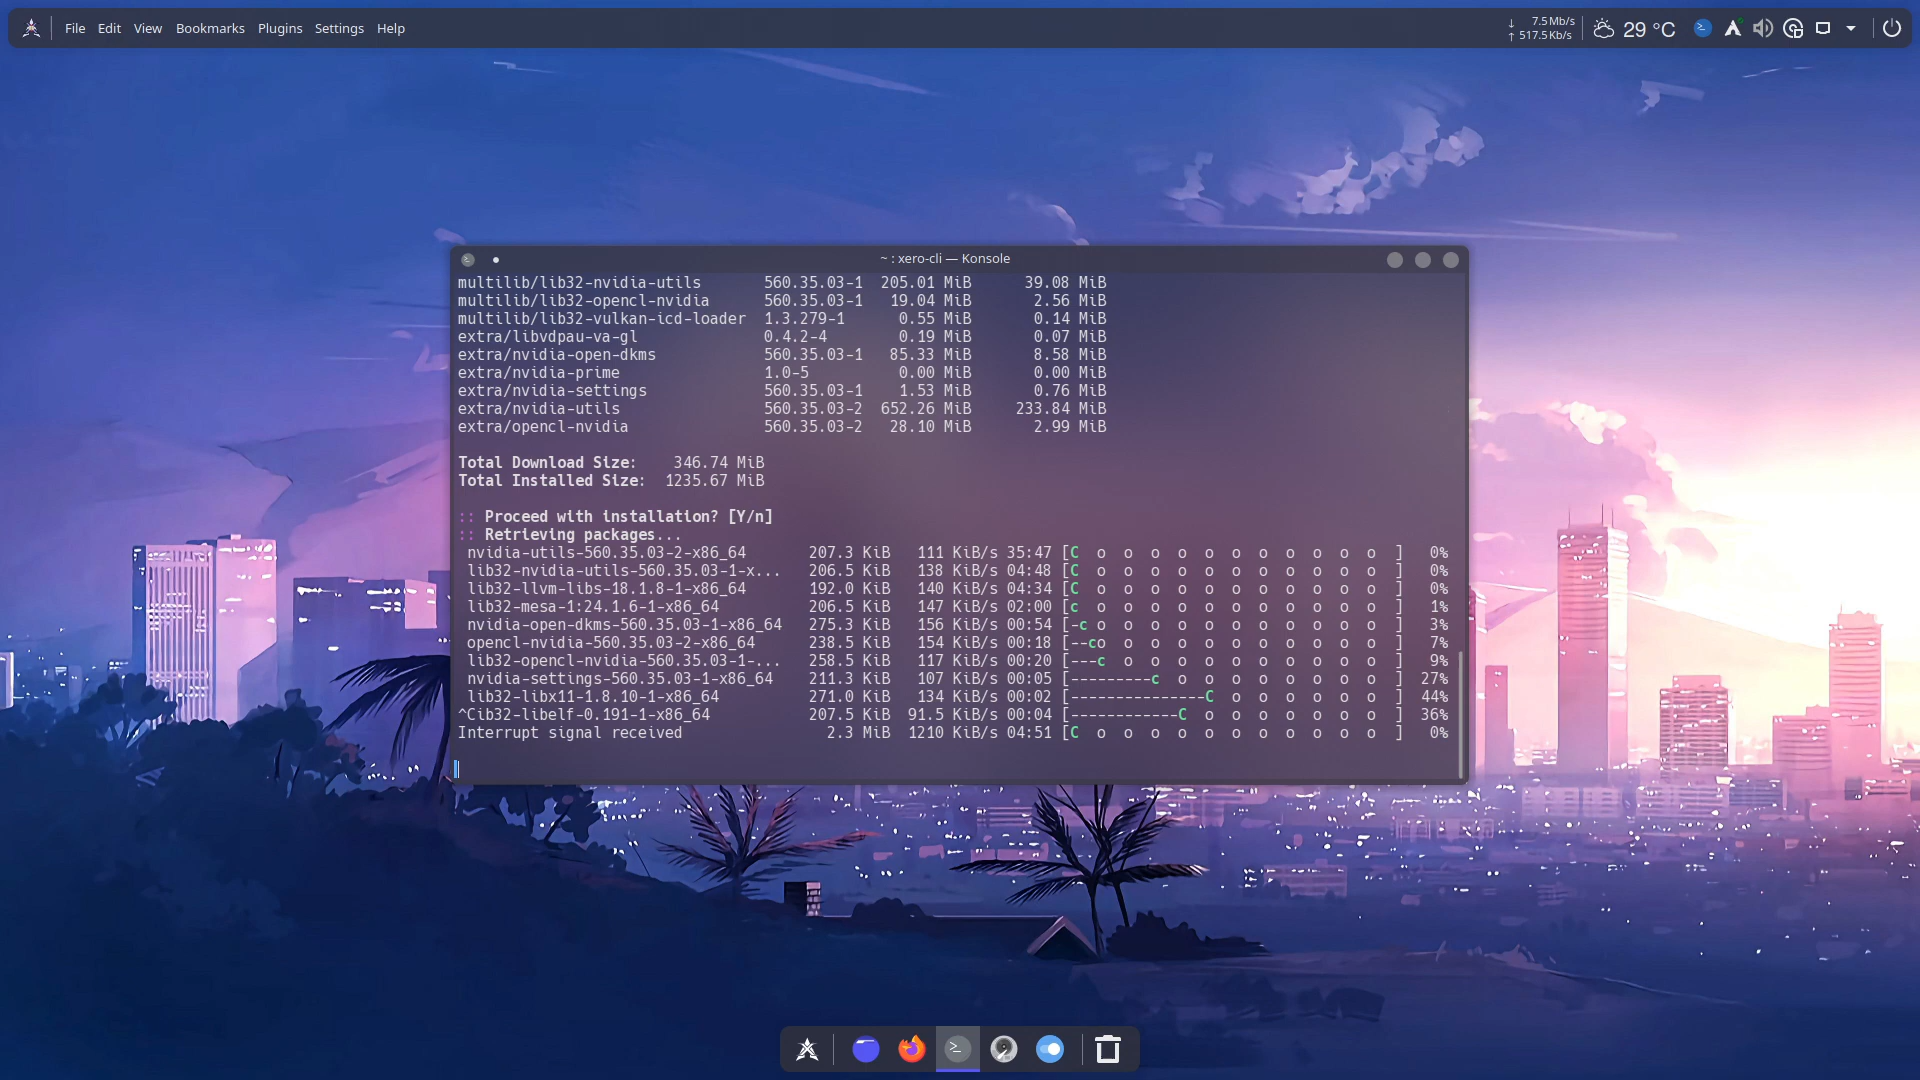 File Edit View Bookmarks Plugins Settings Help
↓ 7.5 Mb/s
↑ 517.5 Kb/s
29 °C
~ : xero-cli — Konsole
multilib/lib32-nvidia-utils 560.35.03-1 205.01 MiB 39.08 MiB
multilib/lib32-opencl-nvidia 560.35.03-1 19.04 MiB 2.56 MiB
multilib/lib32-vulkan-icd-loader 1.3.279-1 0.55 MiB 0.14 MiB
extra/libvdpau-va-gl 0.4.2-4 0.19 MiB 0.07 MiB
extra/nvidia-open-dkms 560.35.03-1 85.33 MiB 8.58 MiB
extra/nvidia-prime 1.0-5 0.00 MiB 0.00 MiB
extra/nvidia-settings 560.35.03-1 1.53 MiB 0.76 MiB
extra/nvidia-utils 560.35.03-2 652.26 MiB 233.84 MiB
extra/opencl-nvidia 560.35.03-2 28.10 MiB 2.99 MiB
Total Download Size: 346.74 MiB
Total Installed Size: 1235.67 MiB
:: Proceed with installation? [Y/n]
:: Retrieving packages...
nvidia-utils-560.35.03-2-x86_64 207.3 KiB 111 KiB/s 35:47 [C o o o o o o o o o o o ] 0%
lib32-nvidia-utils-560.35.03-1-x... 206.5 KiB 138 KiB/s 04:48 [C o o o o o o o o o o o ] 0%
lib32-llvm-libs-18.1.8-1-x86_64 192.0 KiB 140 KiB/s 04:34 [C o o o o o o o o o o o ] 0%
lib32-mesa-1:24.1.6-1-x86_64 206.5 KiB 147 KiB/s 02:00 [c o o o o o o o o o o o ] 1%
nvidia-open-dkms-560.35.03-1-x86_64 275.3 KiB 156 KiB/s 00:54 [-c o o o o o o o o o o o ] 3%
opencl-nvidia-560.35.03-2-x86_64 238.5 KiB 154 KiB/s 00:18 [--co o o o o o o o o o o ] 7%
lib32-opencl-nvidia-560.35.03-1-... 258.5 KiB 117 KiB/s 00:20 [---c o o o o o o o o o o ] 9%
nvidia-settings-560.35.03-1-x86_64 211.3 KiB 107 KiB/s 00:05 [---------c o o o o o o o o ] 27%
lib32-libx11-1.8.10-1-x86_64 271.0 KiB 134 KiB/s 00:02 [---------------C o o o o o o ] 44%
^Cib32-libelf-0.191-1-x86_64 207.5 KiB 91.5 KiB/s 00:04 [------------C o o o o o o o ] 36%
Interrupt signal received 2.3 MiB 1210 KiB/s 04:51 [C o o o o o o o o o o o ] 0%